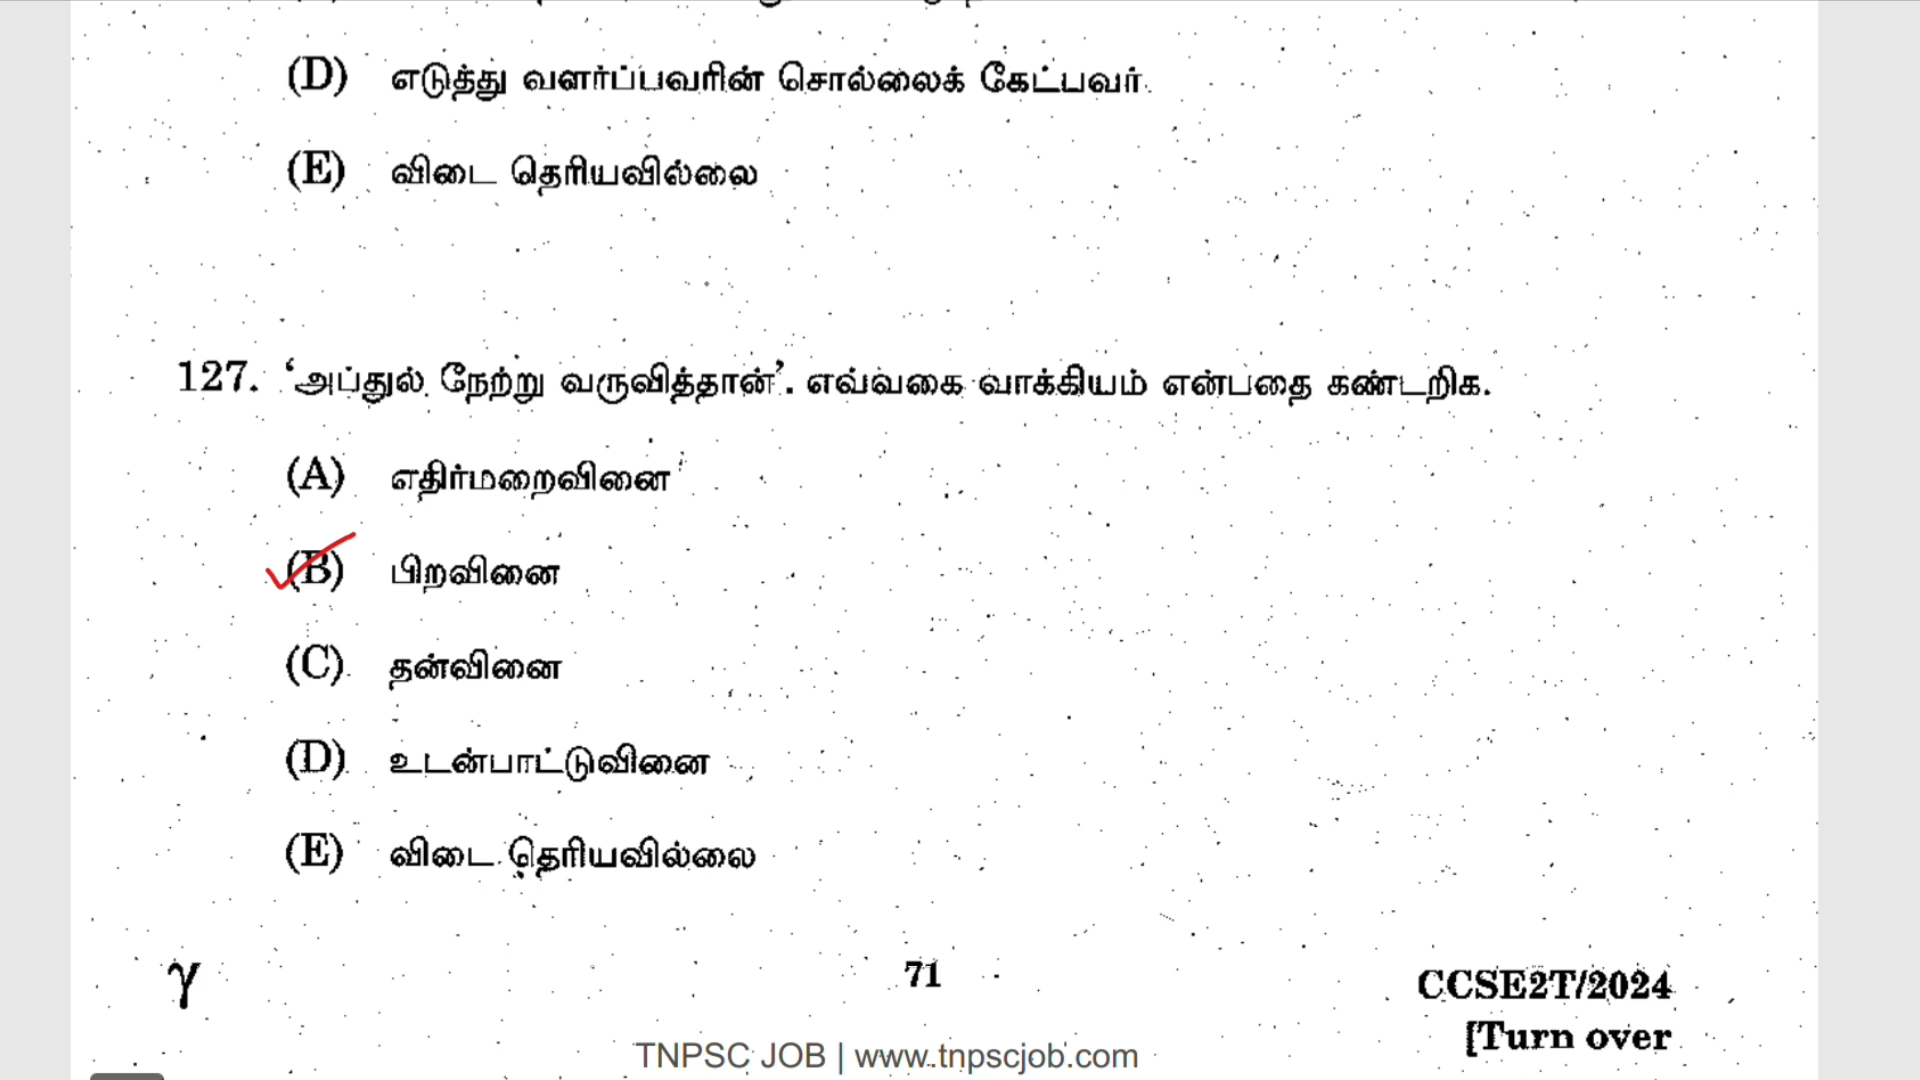 (D) எடுத்து வளர்ப்பவரின் சொல்லைக் கேட்பவர்.
(E) விடை தெரியவில்லை
127. ‘அப்துல் நேற்று வருவித்தான்’. எவ்வகை வாக்கியம் என்பதை கண்டறிக.
(A) எதிர்மறைவினை
(B) பிறவினை
(C) தன்வினை
(D) உடன்பாட்டுவினை
(E) விடை தெரியவில்லை
γ 71 CCSE2T/2024
[Turn over
TNPSC JOB | www.tnpscjob.com